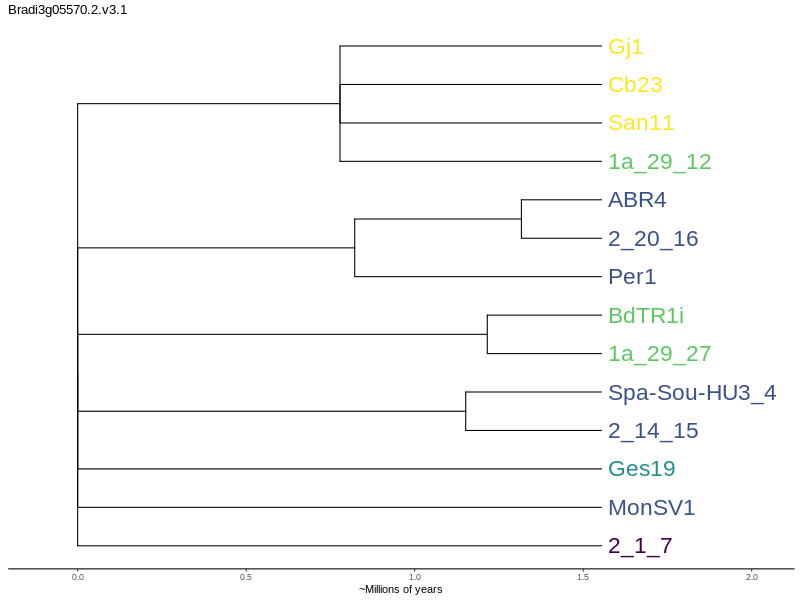 Bradi3g05570.2.v3.1
Gj1
Cb23
San11
1a_29_12
ABR4
2_20_16
Per1
BdTR1i
1a_29_27
Spa-Sou-HU3_4
2_14_15
Ges19
MonSV1
2_1_7
0.0 0.5 1.0 1.5 2.0
~Millions of years